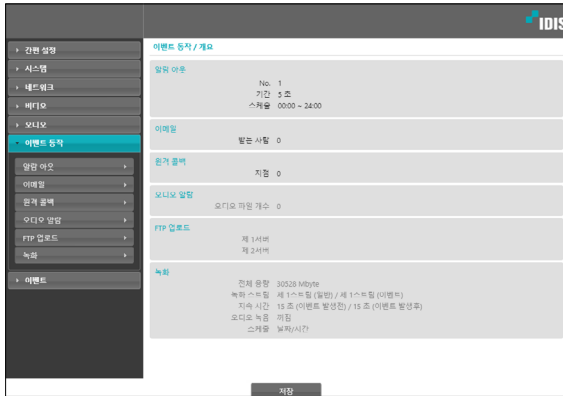 IDIS
간편 설정
시스템
네트워크
비디오
오디오
이벤트 동작
알람 아웃
이메일
원격 콜백
오디오 알람
FTP 업로드
녹화
이벤트
이벤트 동작 / 개요
알람 아웃
No. 1
기간 5 초
스케쥴 00:00 ~ 24:00
이메일
받는 사람 0
원격 콜백
지점 0
오디오 알람
오디오 파일 개수 0
FTP 업로드
제 1서버
제 2서버
녹화
전체 용량 30528 Mbyte
녹화 스트림 제 1스트림 (일반) / 제 1스트림 (이벤트)
지속 시간 15 초 (이벤트 발생전) / 15 초 (이벤트 발생후)
오디오 녹음 꺼짐
스케쥴 날짜/시간
저장